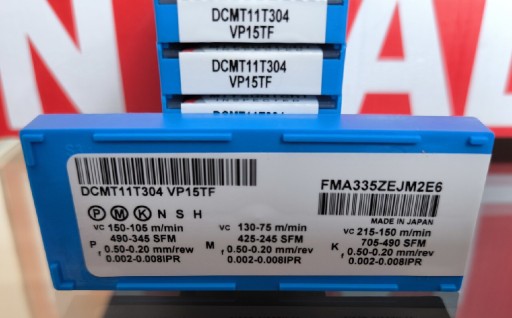 DCMT11T304
VP15TF
DCMT11T304
VP15TF
DCMT11T304 VP15TF
FMA335ZEJM2E6
MADE IN JAPAN
P M K N S H
P vc 150-105 m/min
490-345 SFM
f 0.50-0.20 mm/rew
0.002-0.008IPR
M vc 130-75 m/min
425-245 SFM
f 0.50-0.20 mm/rev
0.002-0.008IPR
K vc 215-150 m/min
705-490 SFM
f 0.50-0.20 mm/rev
0.002-0.008IPR